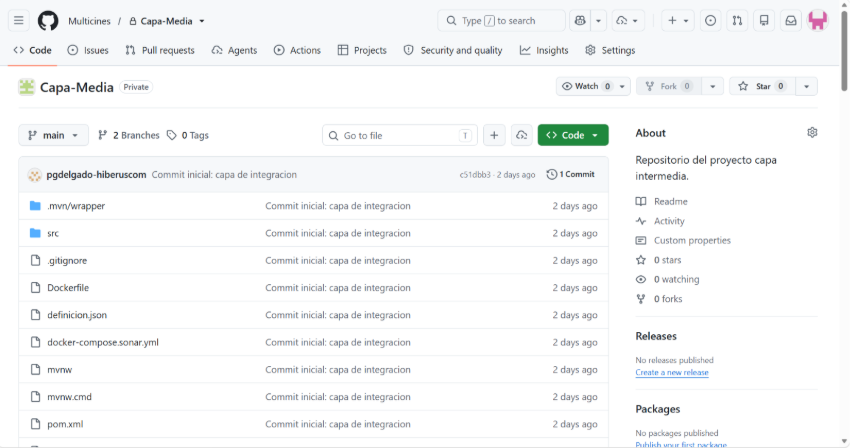 Multicines / Capa-Media
Type / to search
Code Issues Pull requests Agents Actions Projects Security and quality Insights Settings
Capa-Media Private
Watch 0 Fork 0 Star 0
main 2 Branches 0 Tags Go to file T Code
About
Repositorio del proyecto capa
intermedia.
pgdelgado-hiberuscom Commit inicial: capa de integracion c51dbb3 · 2 days ago 1 Commit
.mvn/wrapper Commit inicial: capa de integracion 2 days ago
src Commit inicial: capa de integracion 2 days ago
.gitignore Commit inicial: capa de integracion 2 days ago
Dockerfile Commit inicial: capa de integracion 2 days ago
definicion.json Commit inicial: capa de integracion 2 days ago
docker-compose.sonar.yml Commit inicial: capa de integracion 2 days ago
mvnw Commit inicial: capa de integracion 2 days ago
mvnw.cmd Commit inicial: capa de integracion 2 days ago
pom.xml Commit inicial: capa de integracion 2 days ago
Readme
Activity
Custom properties
0 stars
0 watching
0 forks
Releases
No releases published
Create a new release
Packages
No packages published
Publish your first package